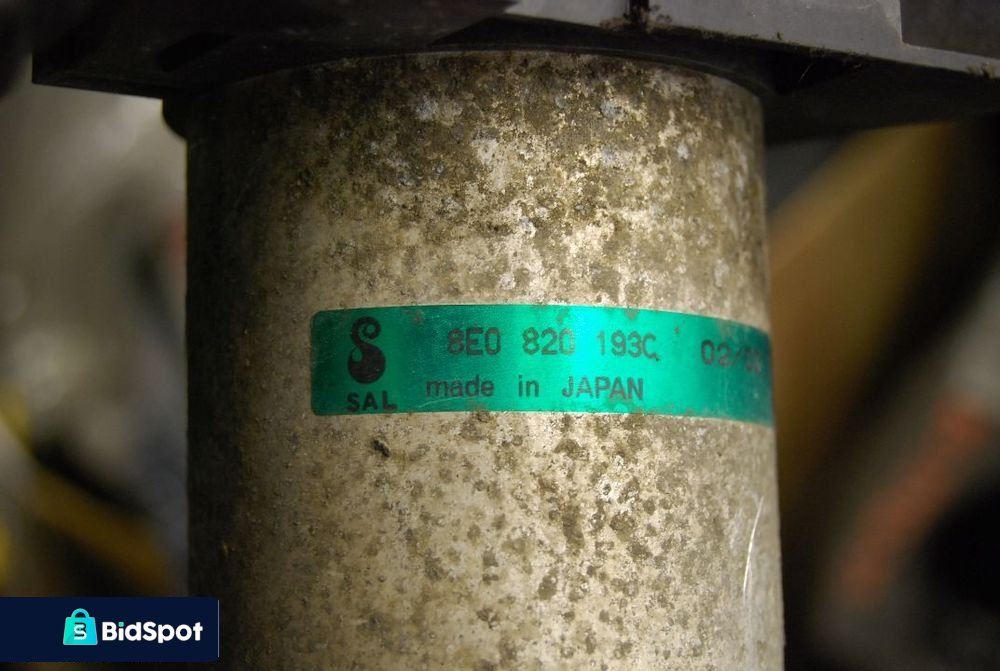 8E0 820 193C
made in JAPAN
SAL
BidSpot